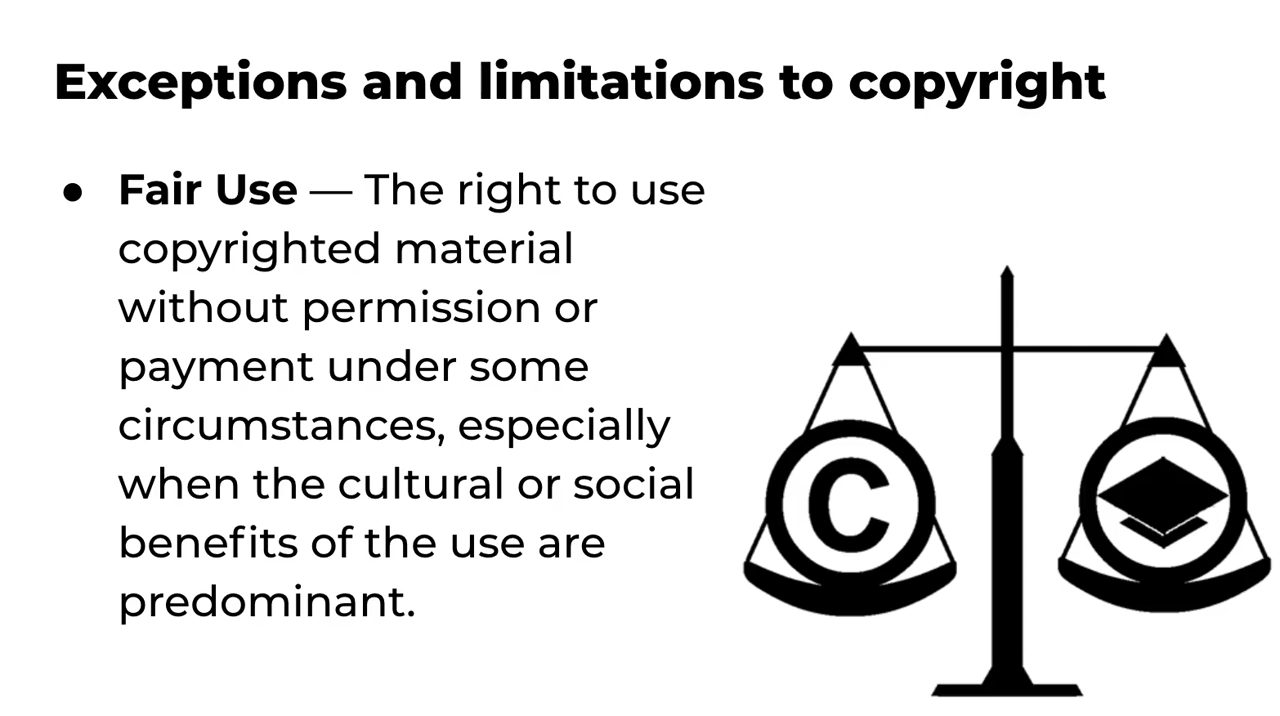 Exceptions and limitations to copyright
● Fair Use — The right to use
copyrighted material
without permission or
payment under some
circumstances, especially
when the cultural or social
benefits of the use are
predominant.
C